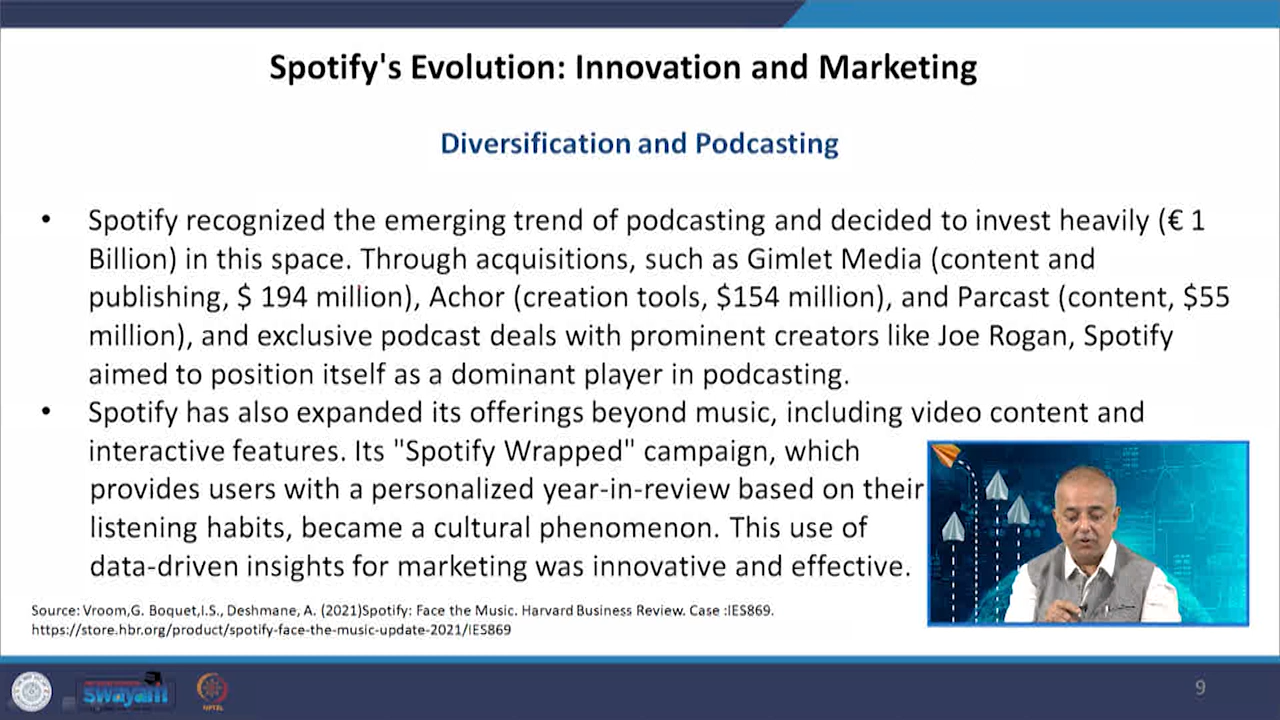 Spotify's Evolution: Innovation and Marketing
Diversification and Podcasting
• Spotify recognized the emerging trend of podcasting and decided to invest heavily (€ 1
Billion) in this space. Through acquisitions, such as Gimlet Media (content and
publishing, $ 194 million), Achor (creation tools, $154 million), and Parcast (content, $55
million), and exclusive podcast deals with prominent creators like Joe Rogan, Spotify
aimed to position itself as a dominant player in podcasting.
• Spotify has also expanded its offerings beyond music, including video content and
interactive features. Its "Spotify Wrapped" campaign, which
provides users with a personalized year-in-review based on their
listening habits, became a cultural phenomenon. This use of
data-driven insights for marketing was innovative and effective.
Source: Vroom,G. Boquet,I.S., Deshmane, A. (2021)Spotify: Face the Music. Harvard Business Review. Case :IES869.
https://store.hbr.org/product/spotify-face-the-music-update-2021/IES869
swayam
NPTEL
9